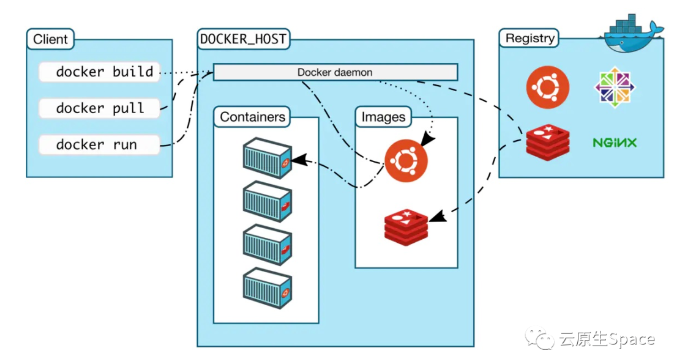 Client
docker build
docker pull
docker run
DOCKER_HOST
Docker daemon
Containers
Images
Registry
NGINX
云原生Space